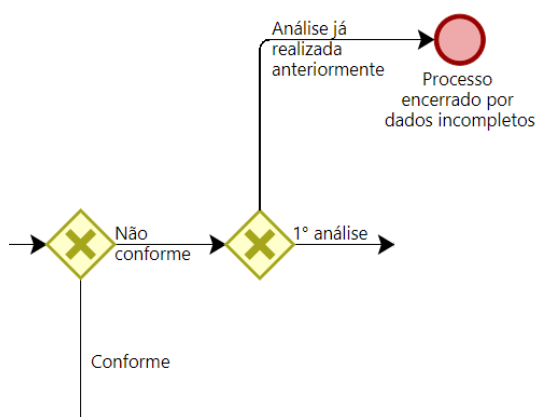 Análise já
realizada
anteriormente
Processo
encerrado por
dados incompletos
Não
conforme
1° análise
Conforme